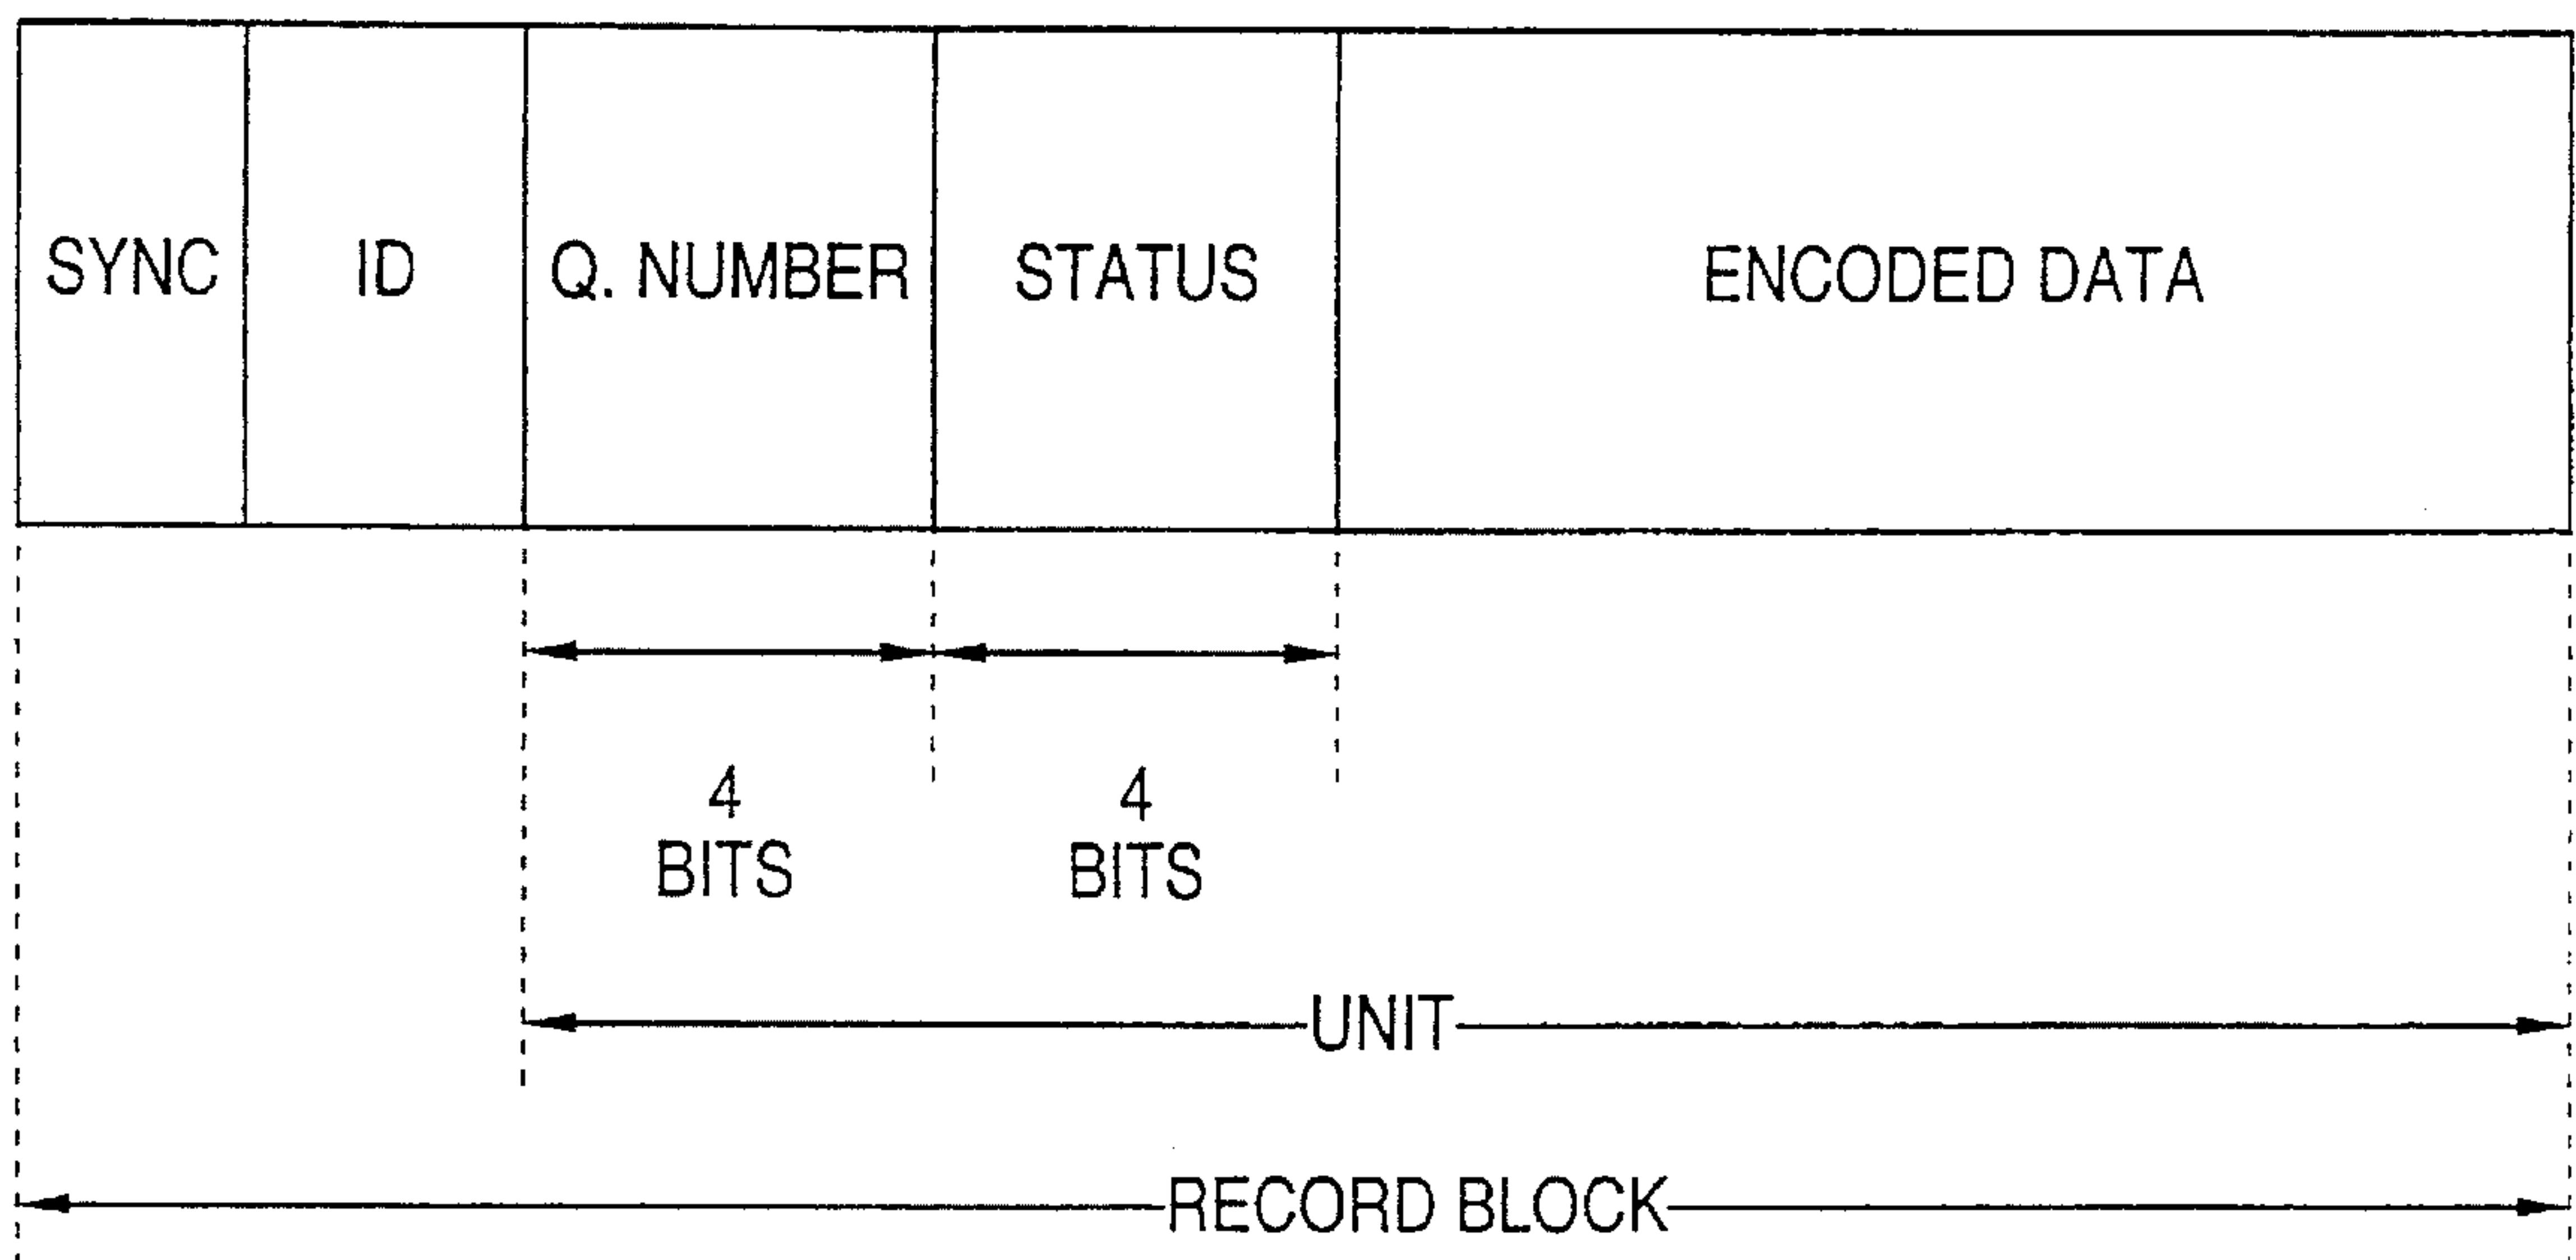 SYNC
ID
Q. NUMBER
STATUS
ENCODED DATA
4
BITS
4
BITS
UNIT
RECORD BLOCK